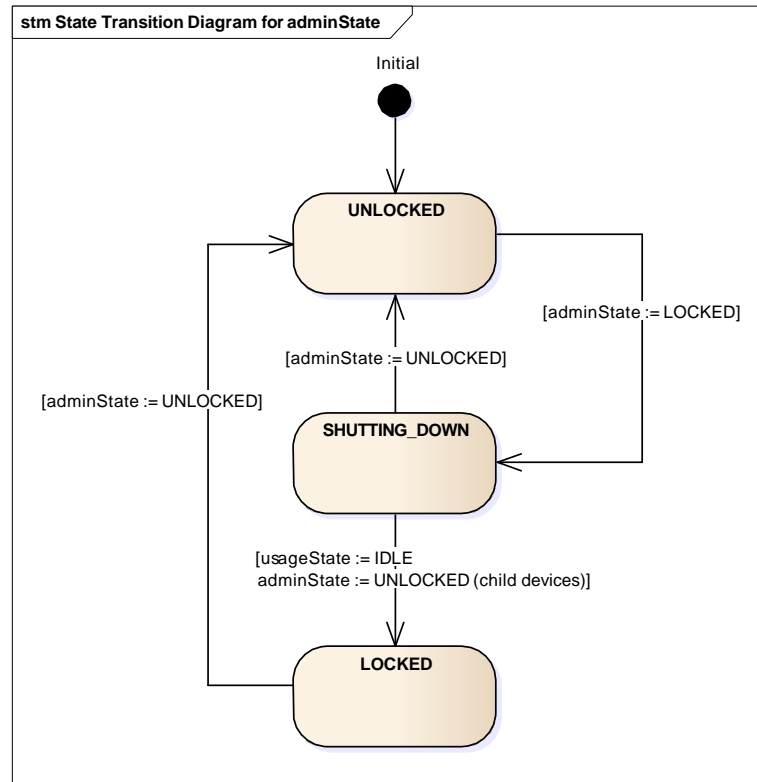 stm State Transition Diagram for adminState
Initial
UNLOCKED
[adminState := LOCKED]
[adminState := UNLOCKED]
[adminState := UNLOCKED]
SHUTTING_DOWN
[usageState := IDLE
adminState := UNLOCKED (child devices)]
LOCKED